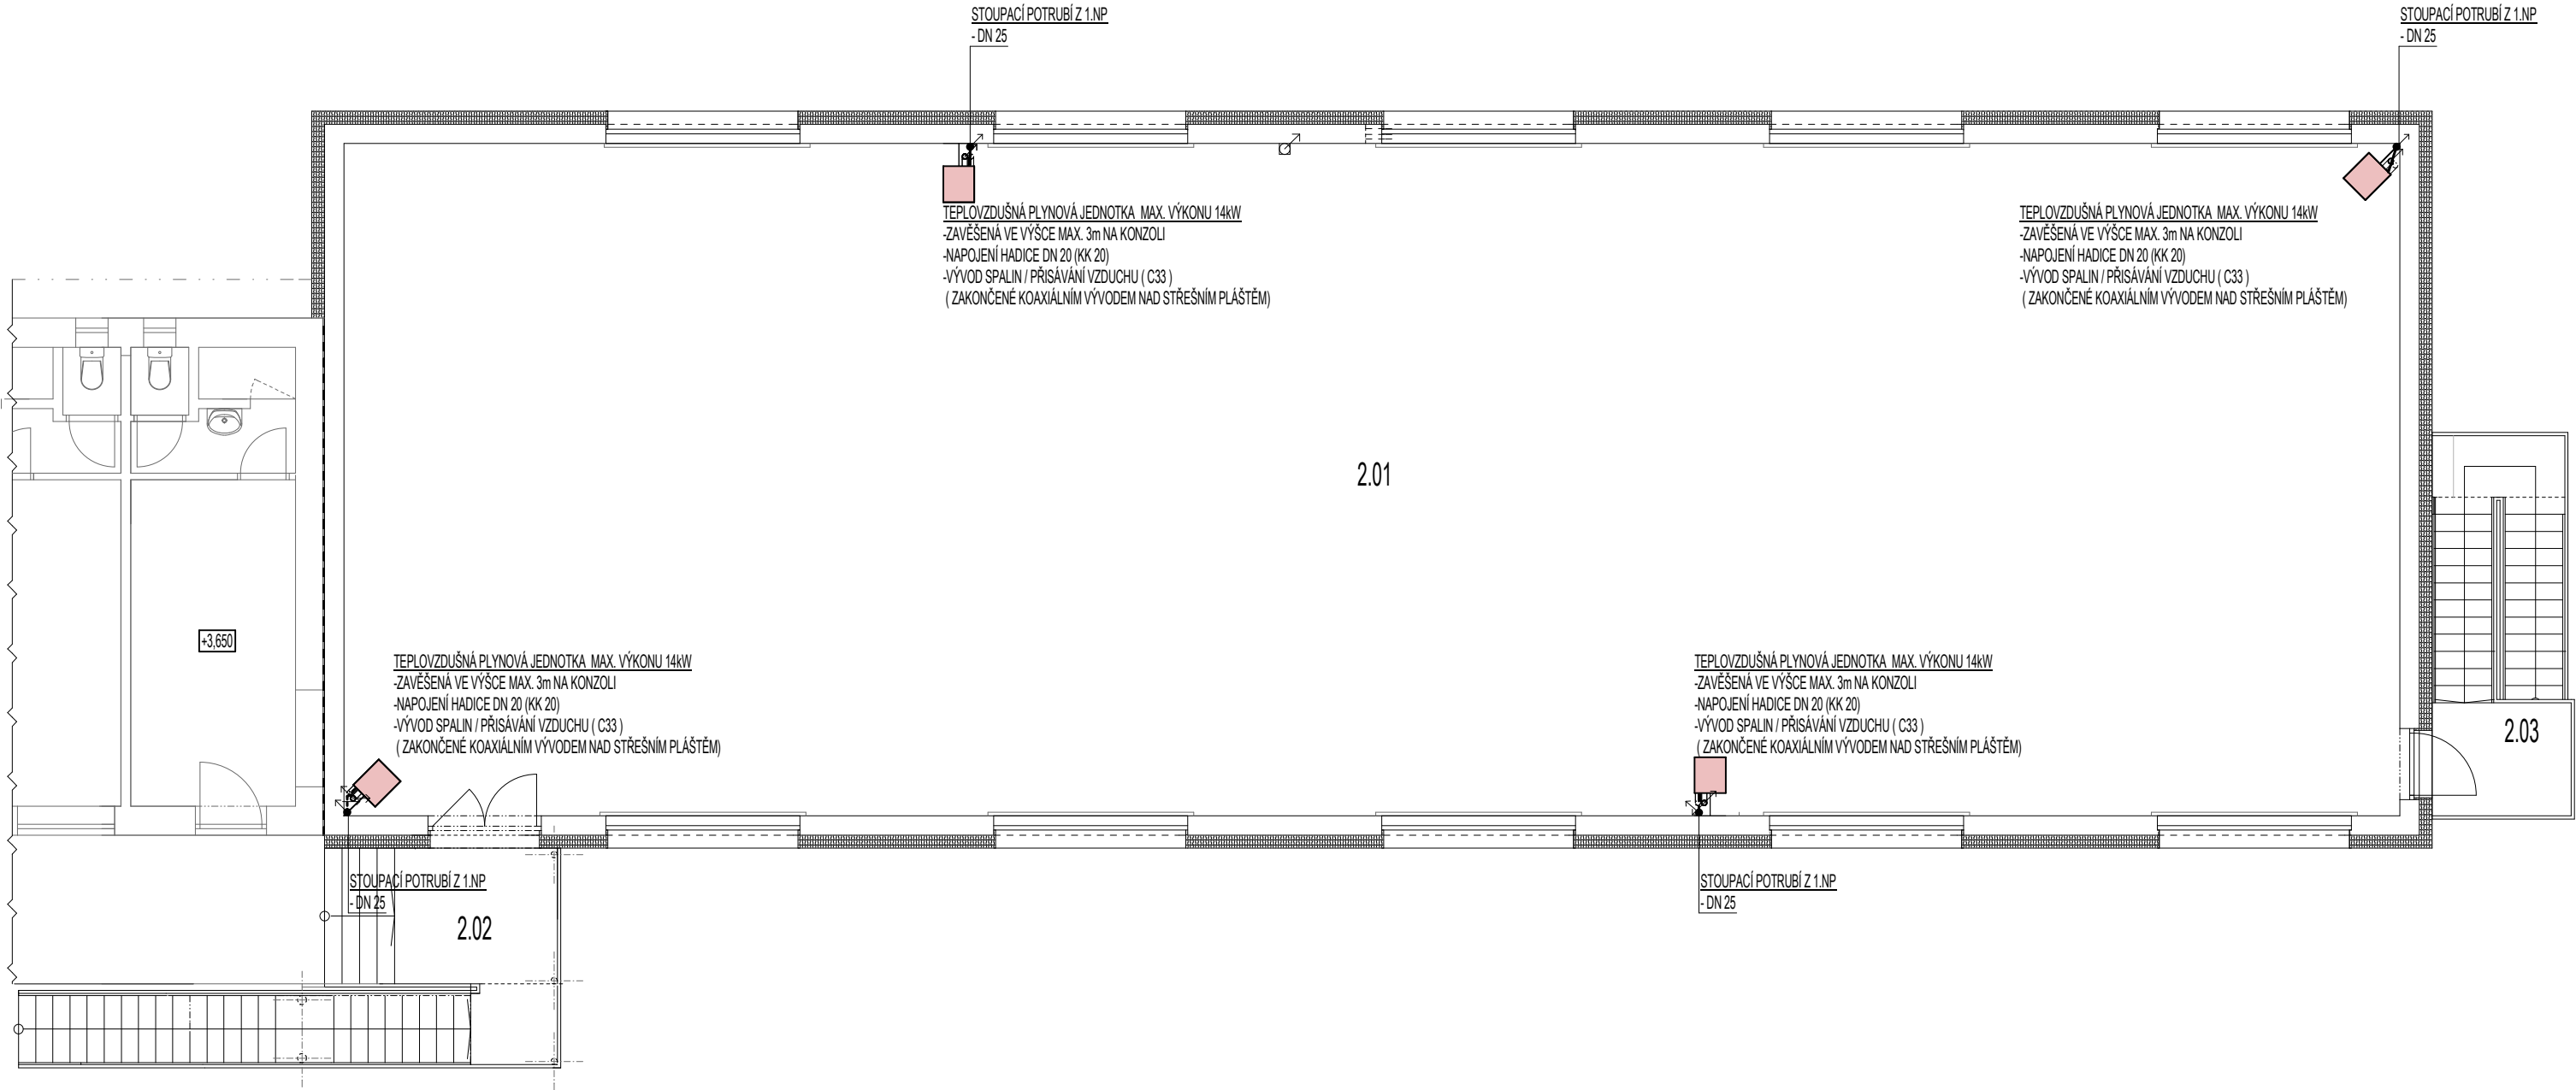 STOUPACÍ POTRUBÍ Z 1.NP
- DN 25
STOUPACÍ POTRUBÍ Z 1.NP
- DN 25
TEPLOVZDUŠNÁ PLYNOVÁ JEDNOTKA MAX. VÝKONU 14kW
-ZAVĚŠENÁ VE VÝŠCE MAX. 3m NA KONZOLI
-NAPOJENÍ HADICE DN 20 (KK 20)
-VÝVOD SPALIN / PŘISÁVÁNÍ VZDUCHU ( C33 )
( ZAKONČENÉ KOAXIÁLNÍM VÝVODEM NAD STŘEŠNÍM PLÁŠTĚM)
TEPLOVZDUŠNÁ PLYNOVÁ JEDNOTKA MAX. VÝKONU 14kW
-ZAVĚŠENÁ VE VÝŠCE MAX. 3m NA KONZOLI
-NAPOJENÍ HADICE DN 20 (KK 20)
-VÝVOD SPALIN / PŘISÁVÁNÍ VZDUCHU ( C33 )
( ZAKONČENÉ KOAXIÁLNÍM VÝVODEM NAD STŘEŠNÍM PLÁŠTĚM)
2.01
+3,650
TEPLOVZDUŠNÁ PLYNOVÁ JEDNOTKA MAX. VÝKONU 14kW
-ZAVĚŠENÁ VE VÝŠCE MAX. 3m NA KONZOLI
-NAPOJENÍ HADICE DN 20 (KK 20)
-VÝVOD SPALIN / PŘISÁVÁNÍ VZDUCHU ( C33 )
( ZAKONČENÉ KOAXIÁLNÍM VÝVODEM NAD STŘEŠNÍM PLÁŠTĚM)
TEPLOVZDUŠNÁ PLYNOVÁ JEDNOTKA MAX. VÝKONU 14kW
-ZAVĚŠENÁ VE VÝŠCE MAX. 3m NA KONZOLI
-NAPOJENÍ HADICE DN 20 (KK 20)
-VÝVOD SPALIN / PŘISÁVÁNÍ VZDUCHU ( C33 )
( ZAKONČENÉ KOAXIÁLNÍM VÝVODEM NAD STŘEŠNÍM PLÁŠTĚM)
2.03
STOUPACÍ POTRUBÍ Z 1.NP
- DN 25
2.02
STOUPACÍ POTRUBÍ Z 1.NP
- DN 25